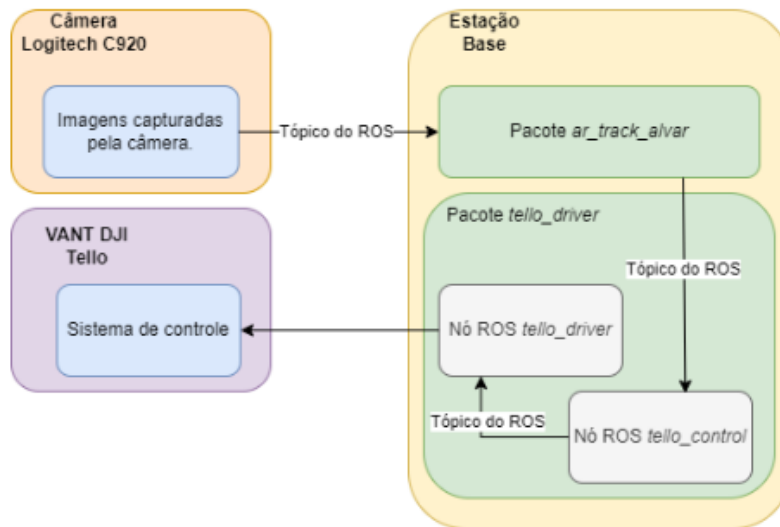 Câmera
Logitech C920
Imagens capturadas
pela câmera.
Tópico do ROS
Estação
Base
Pacote ar_track_alvar
Tópico do ROS
Pacote tello_driver
VANT DJI
Tello
Sistema de controle
Nó ROS tello_driver
Tópico do ROS
Nó ROS tello_control